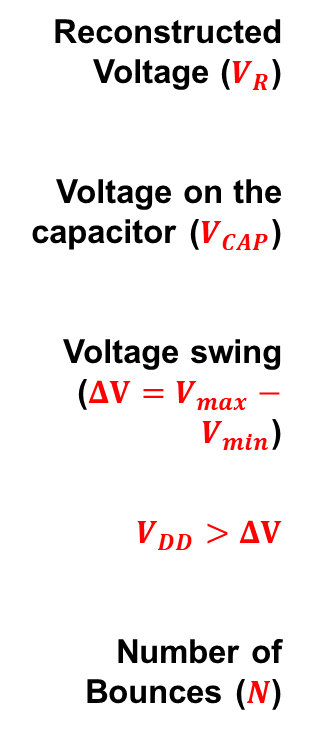 Reconstructed
Voltage (V_R)
Voltage on the
capacitor (V_CAP)
Voltage swing
(ΔV = V_max −
V_min)
V_DD > ΔV
Number of
Bounces (N)